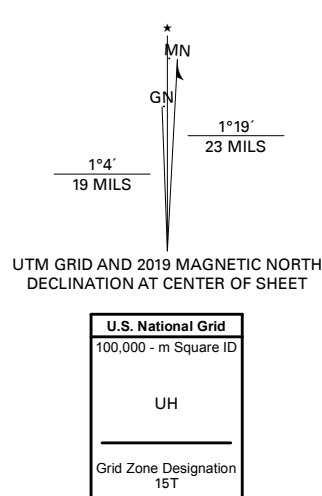 ★
MN
GN
1°19´
23 MILS
1°4´
19 MILS
UTM GRID AND 2019 MAGNETIC NORTH
DECLINATION AT CENTER OF SHEET
U.S. National Grid
100,000 - m Square ID
UH
Grid Zone Designation
15T